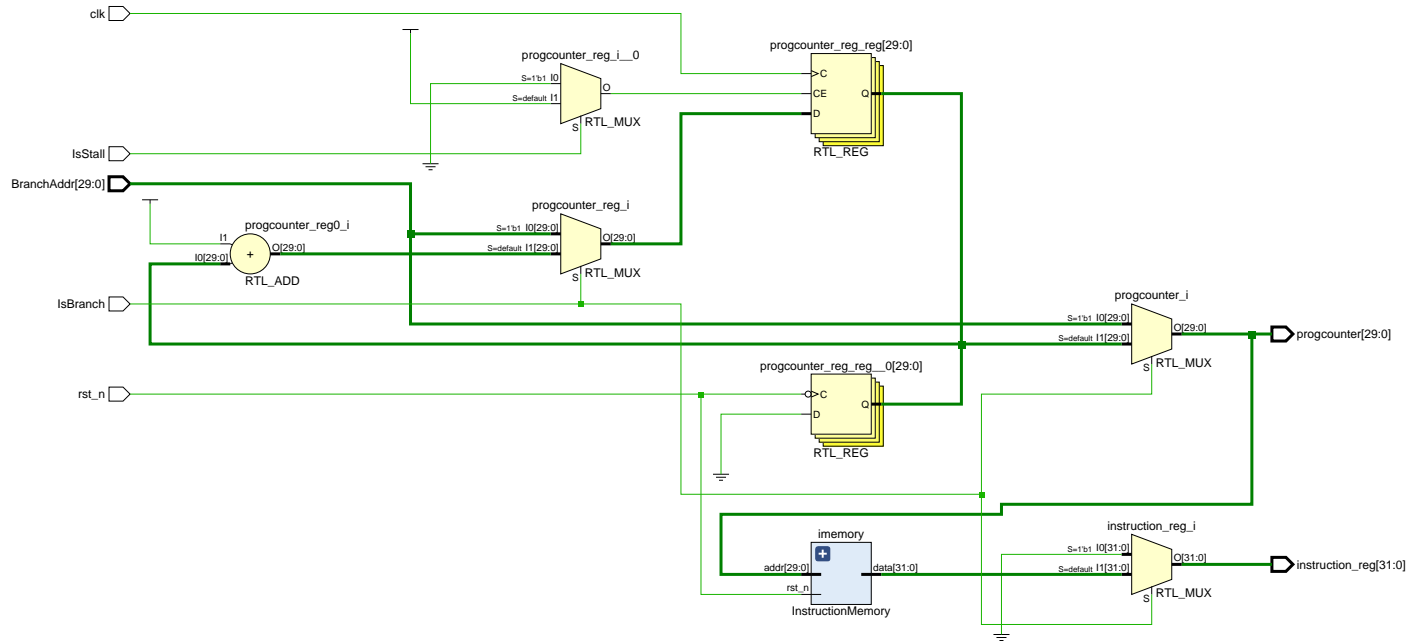 clk
progcounter_reg_reg[29:0]
progcounter_reg_i__0
C
S=1'b1 I0
O
CE
Q
S=default I1
D
S
RTL_MUX
IsStall
RTL_REG
BranchAddr[29:0]
progcounter_reg_i
progcounter_reg0_i
S=1'b1 I0[29:0]
I1
O[29:0]
O[29:0]
S=default I1[29:0]
+
I0[29:0]
S
RTL_MUX
RTL_ADD
progcounter_i
IsBranch
S=1'b1 I0[29:0]
O[29:0]
progcounter[29:0]
S=default I1[29:0]
S
RTL_MUX
progcounter_reg_reg__0[29:0]
rst_n
C
Q
D
RTL_REG
instruction_reg_i
imemory
S=1'b1 I0[31:0]
O[31:0]
instruction_reg[31:0]
addr[29:0]
data[31:0]
S=default I1[31:0]
rst_n
S
RTL_MUX
InstructionMemory